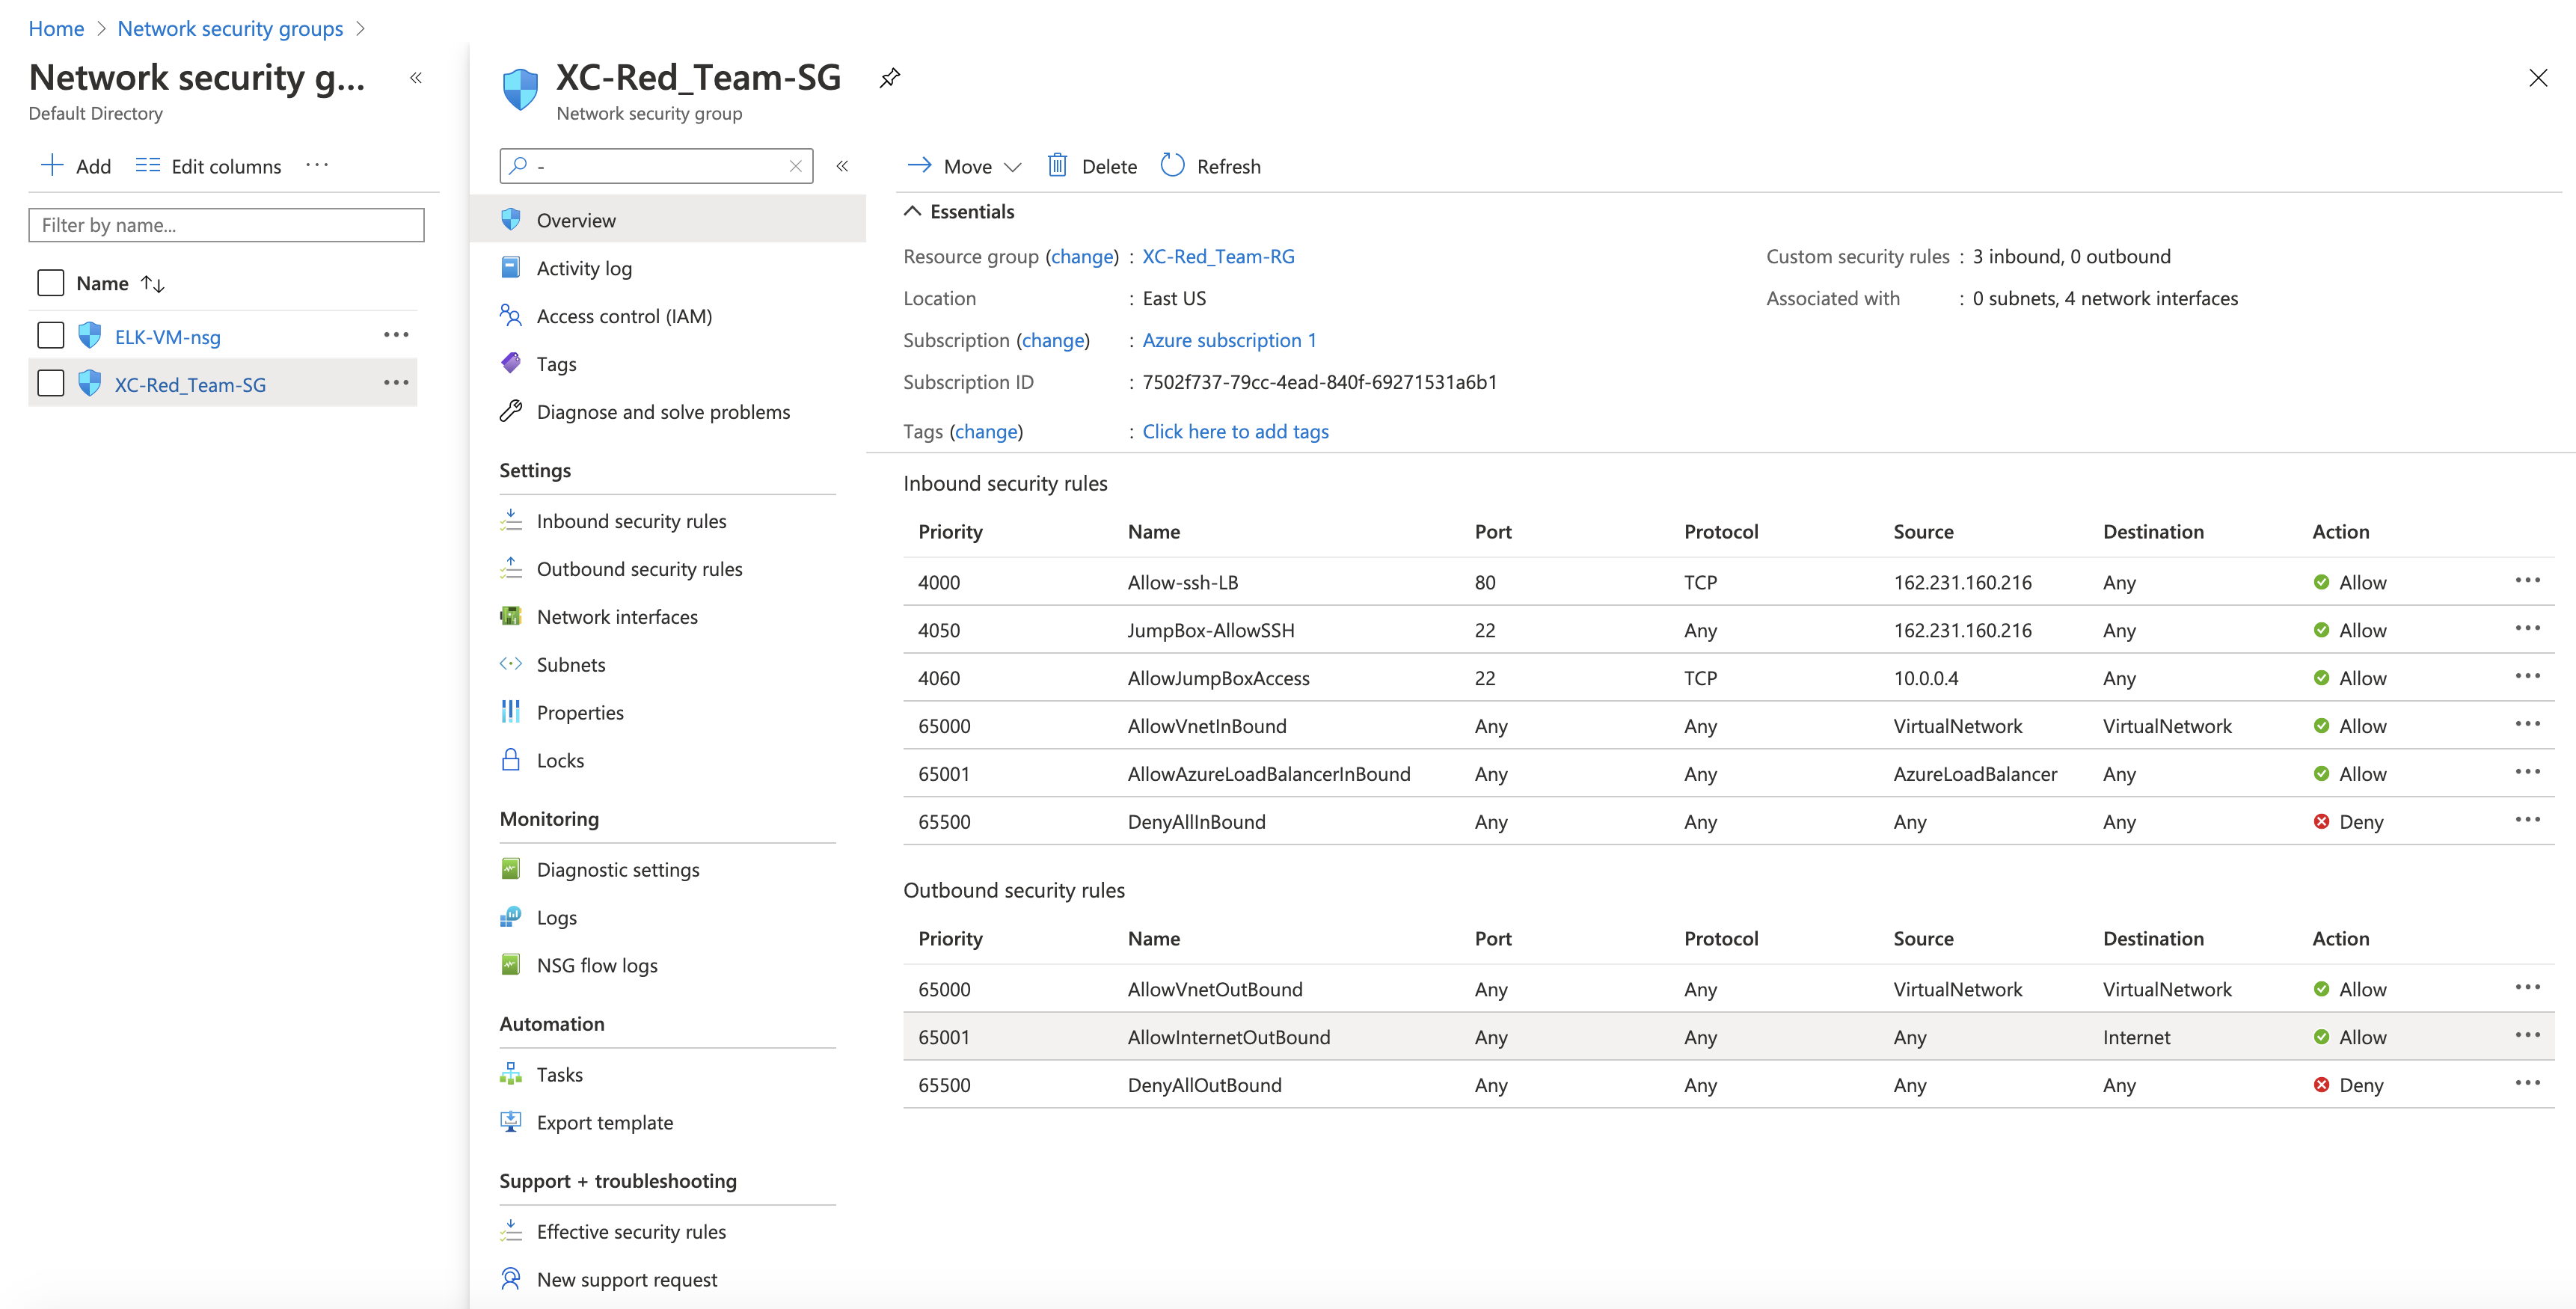 Home > Network security groups >
Network security g...
Default Directory
Add Edit columns ...
Filter by name...
Name
ELK-VM-nsg
XC-Red_Team-SG
XC-Red_Team-SG
Network security group
-
Overview
Activity log
Access control (IAM)
Tags
Diagnose and solve problems
Settings
Inbound security rules
Outbound security rules
Network interfaces
Subnets
Properties
Locks
Monitoring
Diagnostic settings
Logs
NSG flow logs
Automation
Tasks
Export template
Support + troubleshooting
Effective security rules
New support request
Move Delete Refresh
Essentials
Resource group (change) : XC-Red_Team-RG
Location : East US
Subscription (change) : Azure subscription 1
Subscription ID : 7502f737-79cc-4ead-840f-69271531a6b1
Tags (change) : Click here to add tags
Custom security rules : 3 inbound, 0 outbound
Associated with : 0 subnets, 4 network interfaces
Inbound security rules
Priority Name Port Protocol Source Destination Action
4000 Allow-ssh-LB 80 TCP 162.231.160.216 Any Allow
4050 JumpBox-AllowSSH 22 Any 162.231.160.216 Any Allow
4060 AllowJumpBoxAccess 22 TCP 10.0.0.4 Any Allow
65000 AllowVnetInBound Any Any VirtualNetwork VirtualNetwork Allow
65001 AllowAzureLoadBalancerInBound Any Any AzureLoadBalancer Any Allow
65500 DenyAllInBound Any Any Any Any Deny
Outbound security rules
Priority Name Port Protocol Source Destination Action
65000 AllowVnetOutBound Any Any VirtualNetwork VirtualNetwork Allow
65001 AllowInternetOutBound Any Any Any Internet Allow
65500 DenyAllOutBound Any Any Any Any Deny